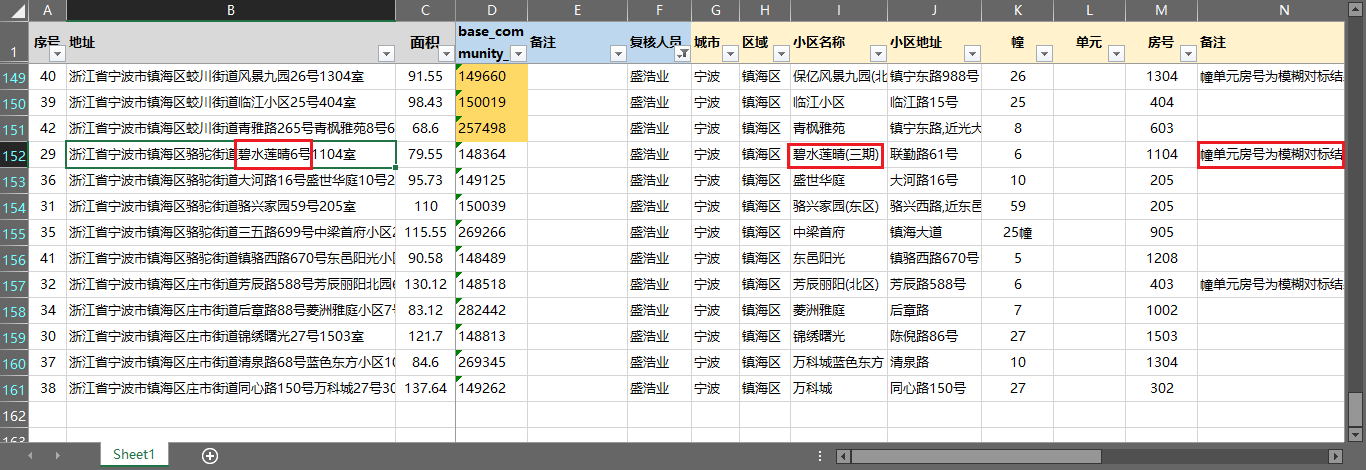 A B C D E F G H I J K L M N
1 序号 地址 面积 base_com
munity_ 备注 复核人员 城市 区域 小区名称 小区地址 幢 单元 房号 备注
149 40 浙江省宁波市镇海区蛟川街道风景九园26号1304室 91.55 149660 盛浩业 宁波 镇海区 保亿风景九园(北 镇宁东路988号 26 1304 幢单元房号为模糊对标结
150 39 浙江省宁波市镇海区蛟川街道临江小区25号404室 98.43 150019 盛浩业 宁波 镇海区 临江小区 临江路15号 25 404
151 42 浙江省宁波市镇海区蛟川街道青雅路265号青枫雅苑8号6 68.6 257498 盛浩业 宁波 镇海区 青枫雅苑 镇宁东路,近光大 8 603
152 29 浙江省宁波市镇海区骆驼街道碧水莲晴6号1104室 79.55 148364 盛浩业 宁波 镇海区 碧水莲晴(三期) 联勤路61号 6 1104 幢单元房号为模糊对标结
153 36 浙江省宁波市镇海区骆驼街道大河路16号盛世华庭10号2 95.73 149125 盛浩业 宁波 镇海区 盛世华庭 大河路16号 10 205
154 31 浙江省宁波市镇海区骆驼街道骆兴家园59号205室 110 150039 盛浩业 宁波 镇海区 骆兴家园(东区) 骆兴西路,近东邑 59 205
155 35 浙江省宁波市镇海区骆驼街道三五路699号中梁首府小区2 115.55 269266 盛浩业 宁波 镇海区 中梁首府 镇海大道 25幢 905
156 41 浙江省宁波市镇海区骆驼街道镇骆西路670号东邑阳光小区 90.58 148489 盛浩业 宁波 镇海区 东邑阳光 镇骆西路670号 5 1208
157 32 浙江省宁波市镇海区庄市街道芳辰路588号芳辰丽阳北园6 130.12 148518 盛浩业 宁波 镇海区 芳辰丽阳(北区) 芳辰路588号 6 403 幢单元房号为模糊对标结
158 34 浙江省宁波市镇海区庄市街道后章路88号菱洲雅庭小区7号 83.12 282442 盛浩业 宁波 镇海区 菱洲雅庭 后章路 7 1002
159 30 浙江省宁波市镇海区庄市街道锦绣曙光27号1503室 121.7 148813 盛浩业 宁波 镇海区 锦绣曙光 陈倪路86号 27 1503
160 37 浙江省宁波市镇海区庄市街道清泉路68号蓝色东方小区10 84.6 269345 盛浩业 宁波 镇海区 万科城蓝色东方 清泉路 10 1304
161 38 浙江省宁波市镇海区庄市街道同心路150号万科城27号30 137.64 149262 盛浩业 宁波 镇海区 万科城 同心路150号 27 302
162
163
Sheet1